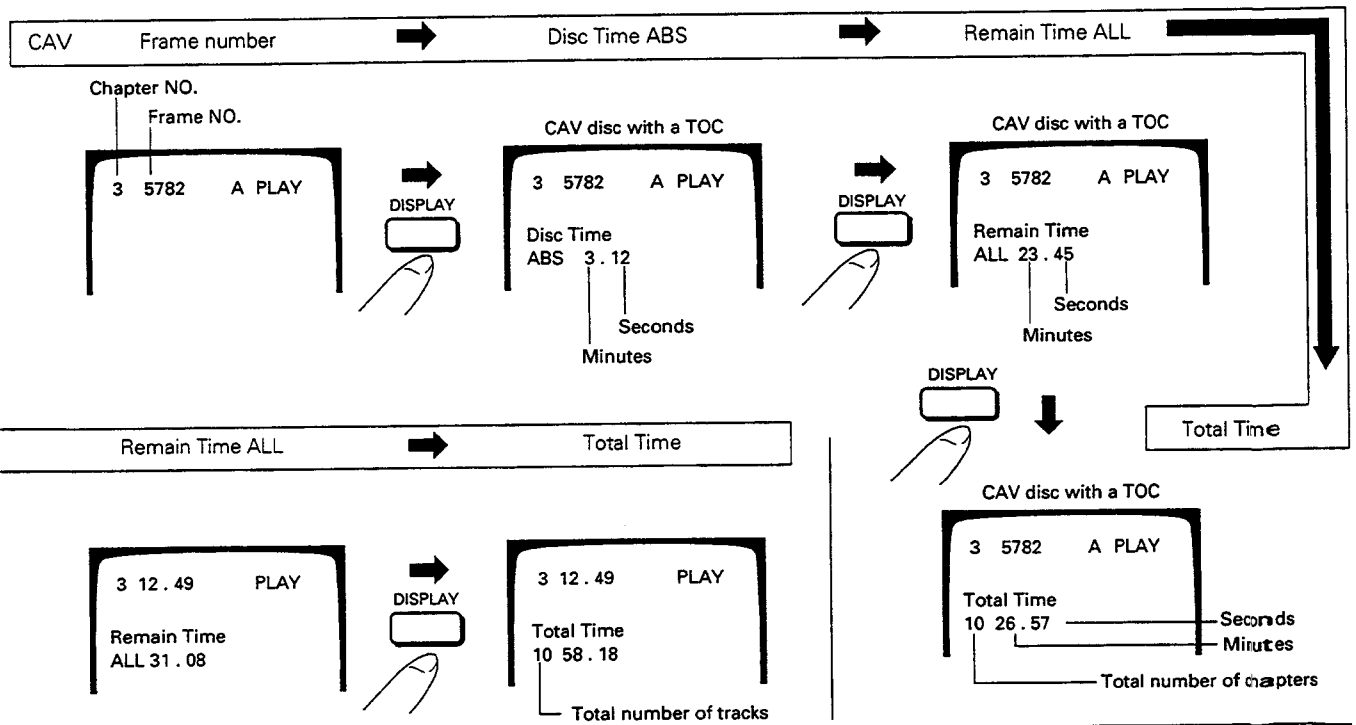 CAV Frame number Disc Time ABS Remain Time ALL
Chapter NO.
Frame NO.
3 5782 A PLAY
DISPLAY
CAV disc with a TOC
3 5782 A PLAY
Disc Time
ABS 3 . 12
Seconds
Minutes
DISPLAY
CAV disc with a TOC
3 5782 A PLAY
Remain Time
ALL 23 . 45
Seconds
Minutes
DISPLAY
Total Time
CAV disc with a TOC
3 5782 A PLAY
Total Time
10 26 . 57
Seconds
Minutes
Total number of chapters
Remain Time ALL Total Time
3 12 . 49 PLAY
Remain Time
ALL 31 . 08
DISPLAY
3 12 . 49 PLAY
Total Time
10 58 . 18
Total number of tracks